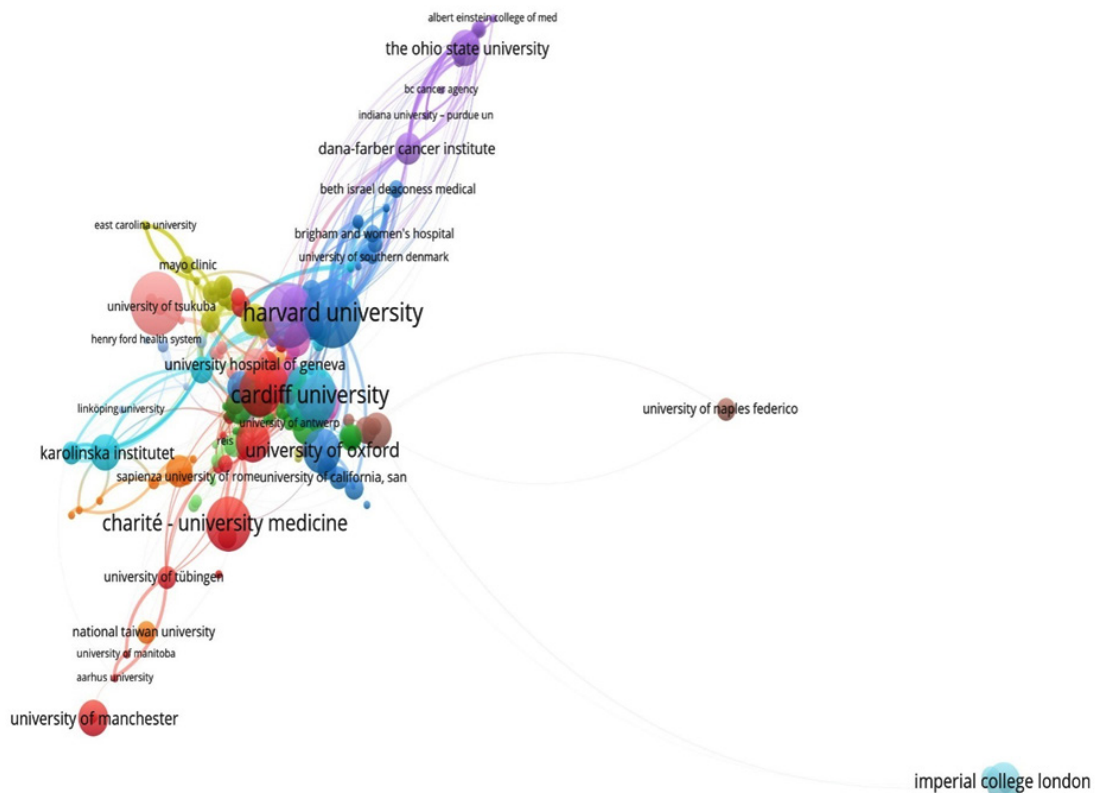 albert einstein college of med
the ohio state university
bc cancer agency
indiana university – purdue un
dana-farber cancer institute
beth israel deaconess medical
east carolina university
brigham and women's hospital
university of southern denmark
mayo clinic
university of tsukuba
harvard university
henry ford health system
university hospital of geneva
cardiff university
linköping university
university of naples federico
university of antwerp
reis
karolinska institutet
university of oxford
sapienza university of rome
university of california, san
charité - university medicine
university of tübingen
national taiwan university
university of manitoba
aarhus university
university of manchester
imperial college london